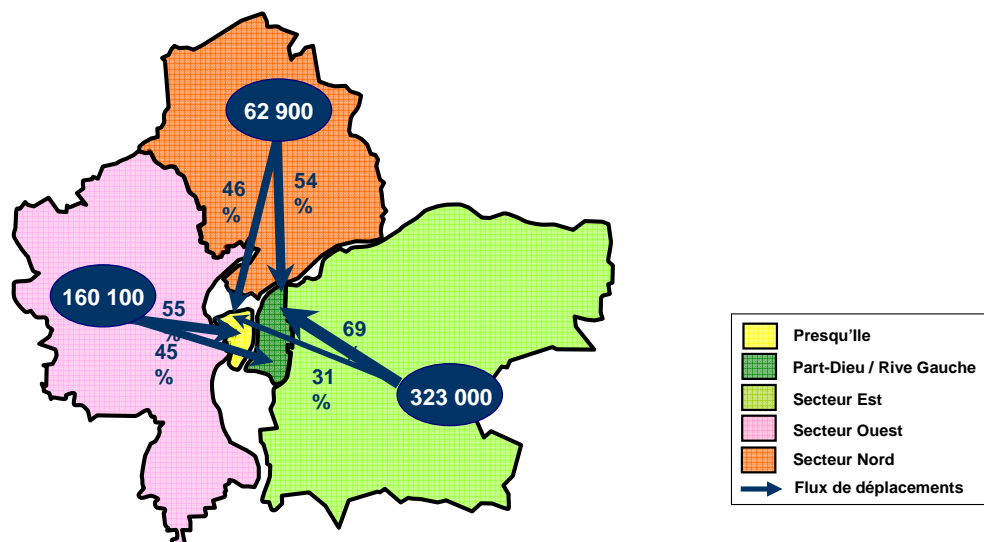 62 900
46
%
54
%
160 100
55
%
45
%
69
%
31
%
323 000
Presqu'Ile
Part-Dieu / Rive Gauche
Secteur Est
Secteur Ouest
Secteur Nord
Flux de déplacements